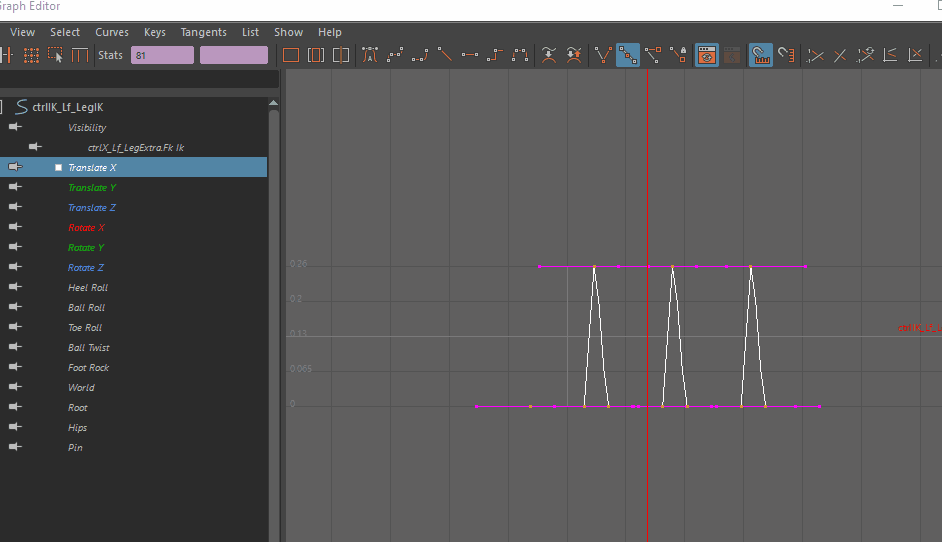 Graph Editor
View Select Curves Keys Tangents List Show Help
Stats 81
ctrlIK_Lf_LegIK
Visibility
ctrlX_Lf_LegExtra.Fk Ik
Translate X
Translate Y
Translate Z
Rotate X
Rotate Y
Rotate Z
Heel Roll
Ball Roll
Toe Roll
Ball Twist
Foot Rock
World
Root
Hips
Pin
0.26
0.2
0.13
0.065
0